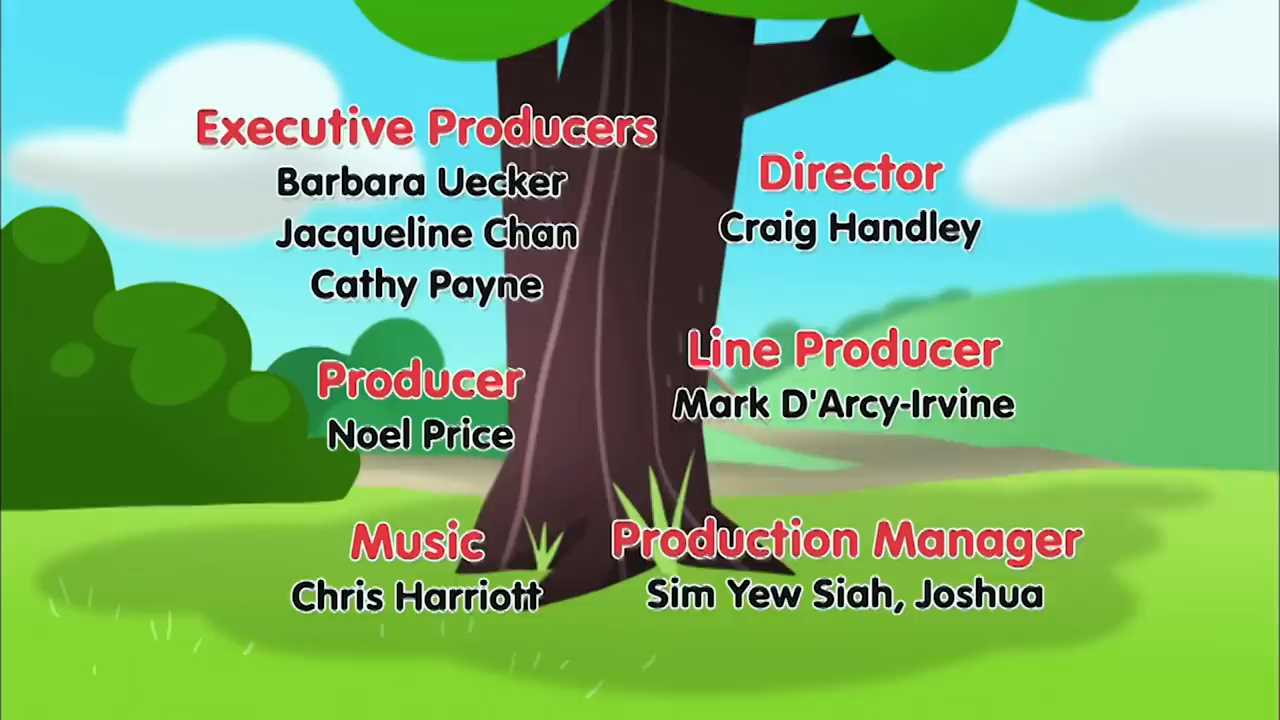 Executive Producers
Barbara Uecker
Jacqueline Chan
Cathy Payne
Producer
Noel Price
Music
Chris Harriott
Director
Craig Handley
Line Producer
Mark D'Arcy-Irvine
Production Manager
Sim Yew Siah, Joshua